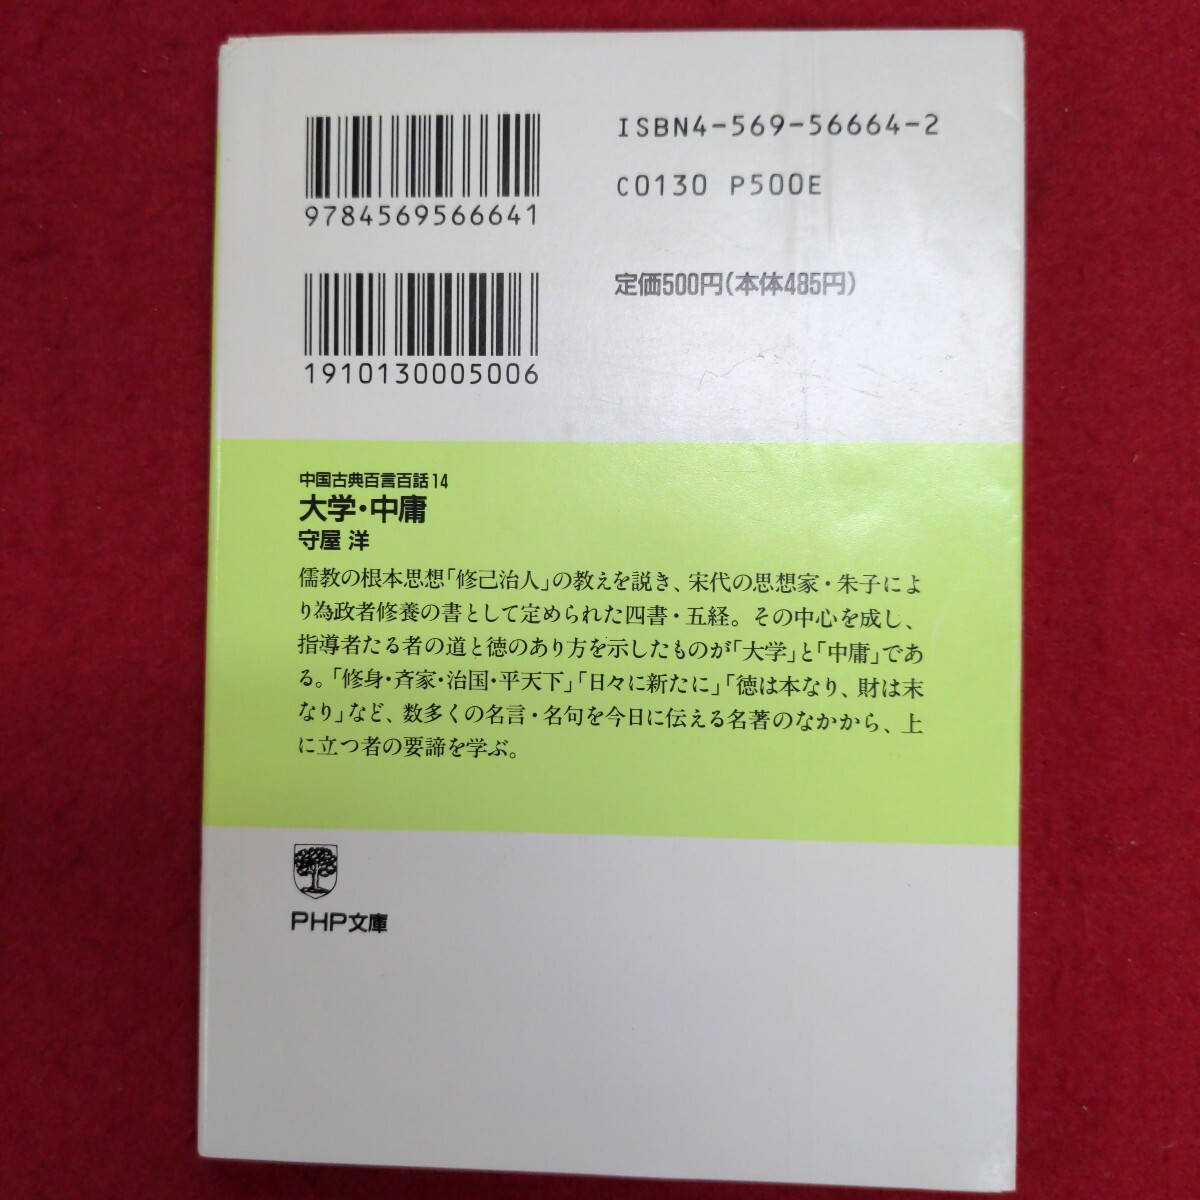 9784569566641
ISBN4-569-56664-2
C0130 P500E
1910130005006
定価500円(本体485円)
中国古典百言百話14
大学・中庸
守屋 洋
儒教の根本思想「修己治人」の教えを説き、宋代の思想家・朱子によ
り為政者修養の書として定められた四書・五経。その中心を成し、
指導者たる者の道と徳のあり方を示したものが「大学」と「中庸」であ
る。「修身・斉家・治国・平天下」「日々に新たに」「徳は本なり、財は末
なり」など、数多くの名言・名句を今日に伝える名著のなかから、上
に立つ者の要諦を学ぶ。
PHP文庫